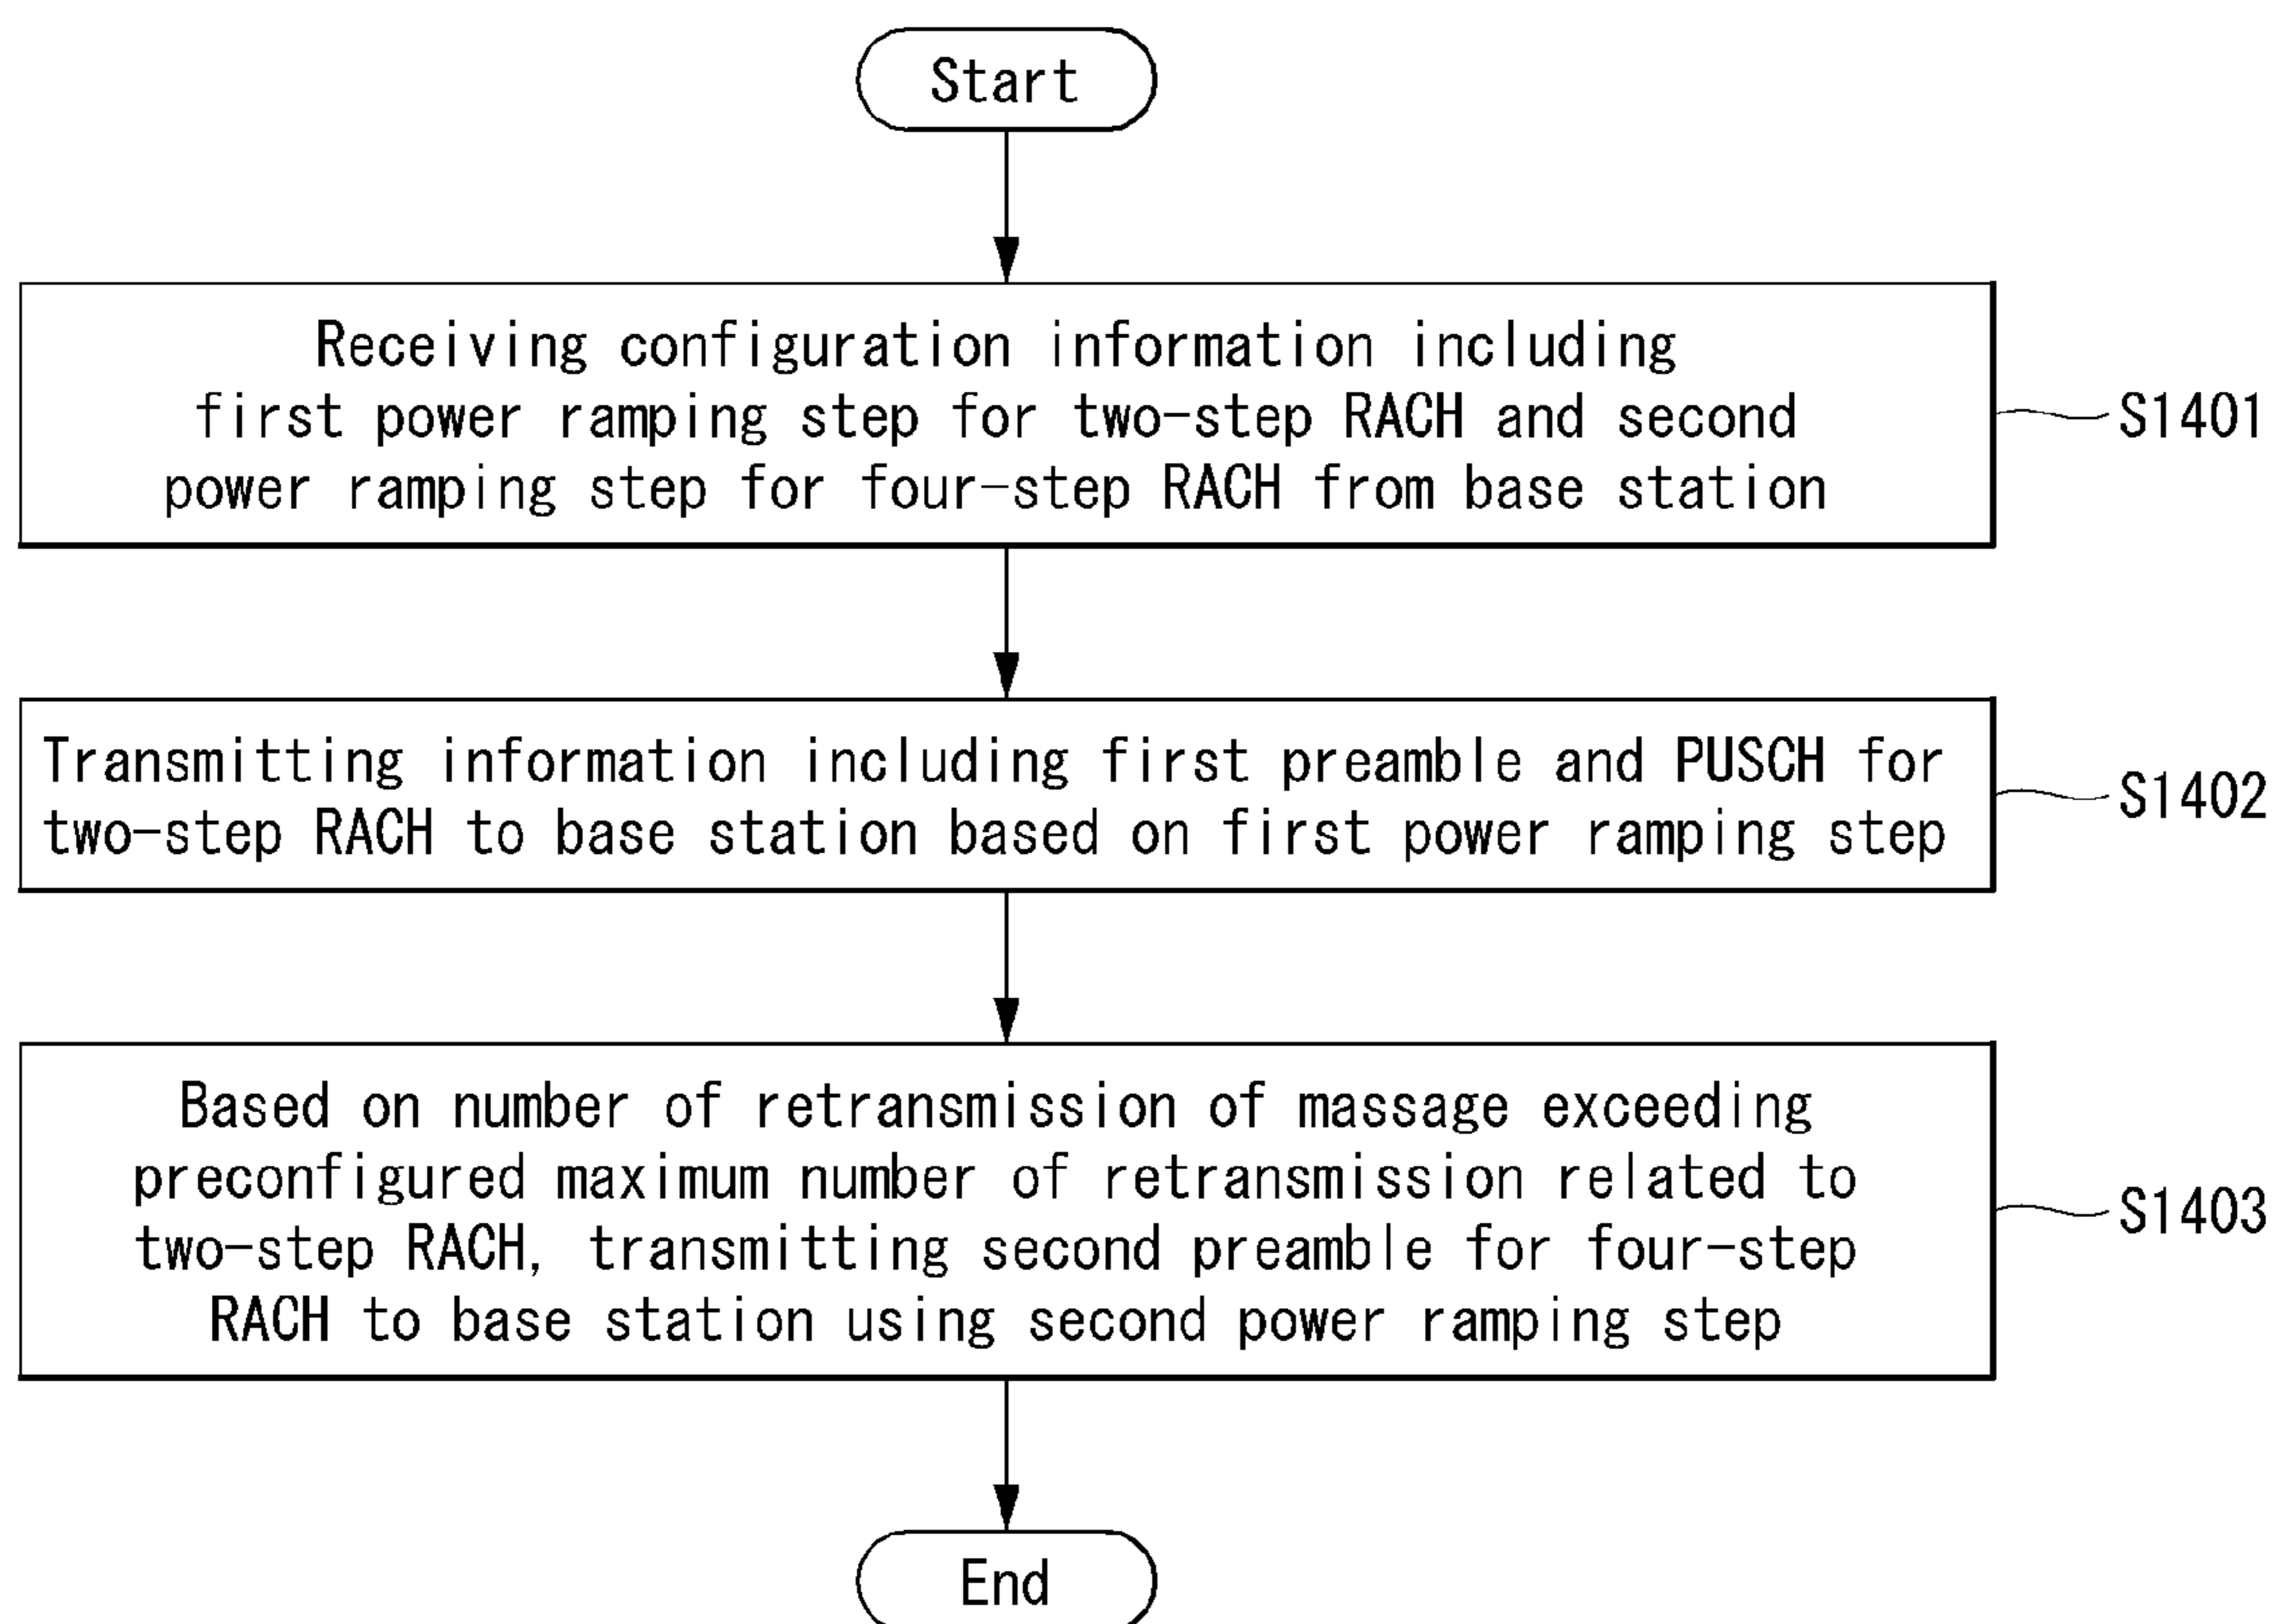 Start
Receiving configuration information including
first power ramping step for two-step RACH and second
power ramping step for four-step RACH from base station
S1401
Transmitting information including first preamble and PUSCH for
two-step RACH to base station based on first power ramping step
S1402
Based on number of retransmission of massage exceeding
preconfigured maximum number of retransmission related to
two-step RACH, transmitting second preamble for four-step
RACH to base station using second power ramping step
S1403
End